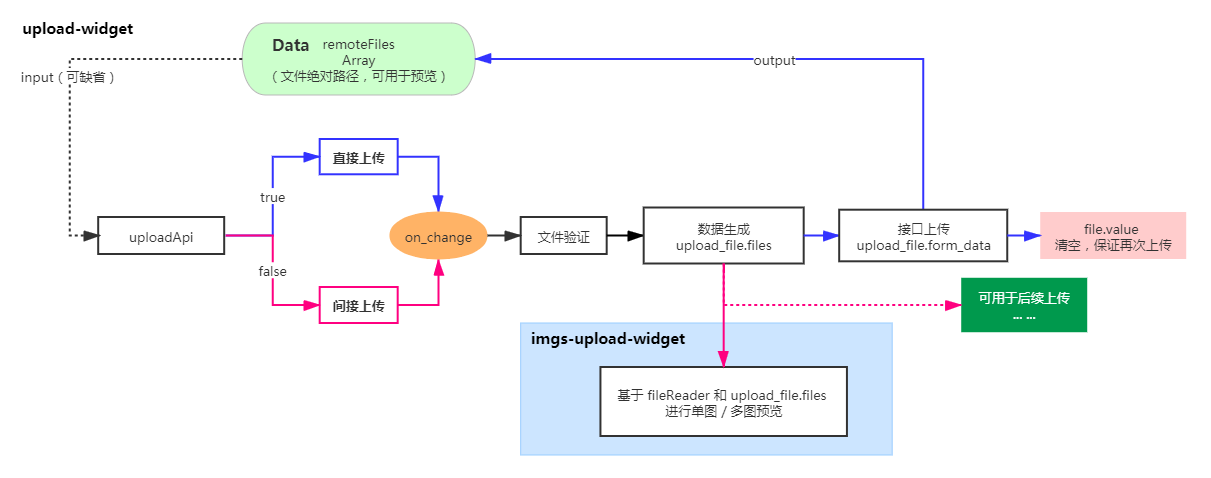 upload-widget
Data remoteFiles
Array
（文件绝对路径，可用于预览）
input（可缺省）
output
直接上传
true
uploadApi
on_change
文件验证
数据生成
upload_file.files
接口上传
upload_file.form_data
file.value
清空，保证再次上传
false
间接上传
可用于后续上传
... ...
imgs-upload-widget
基于 fileReader 和 upload_file.files
进行单图 / 多图预览